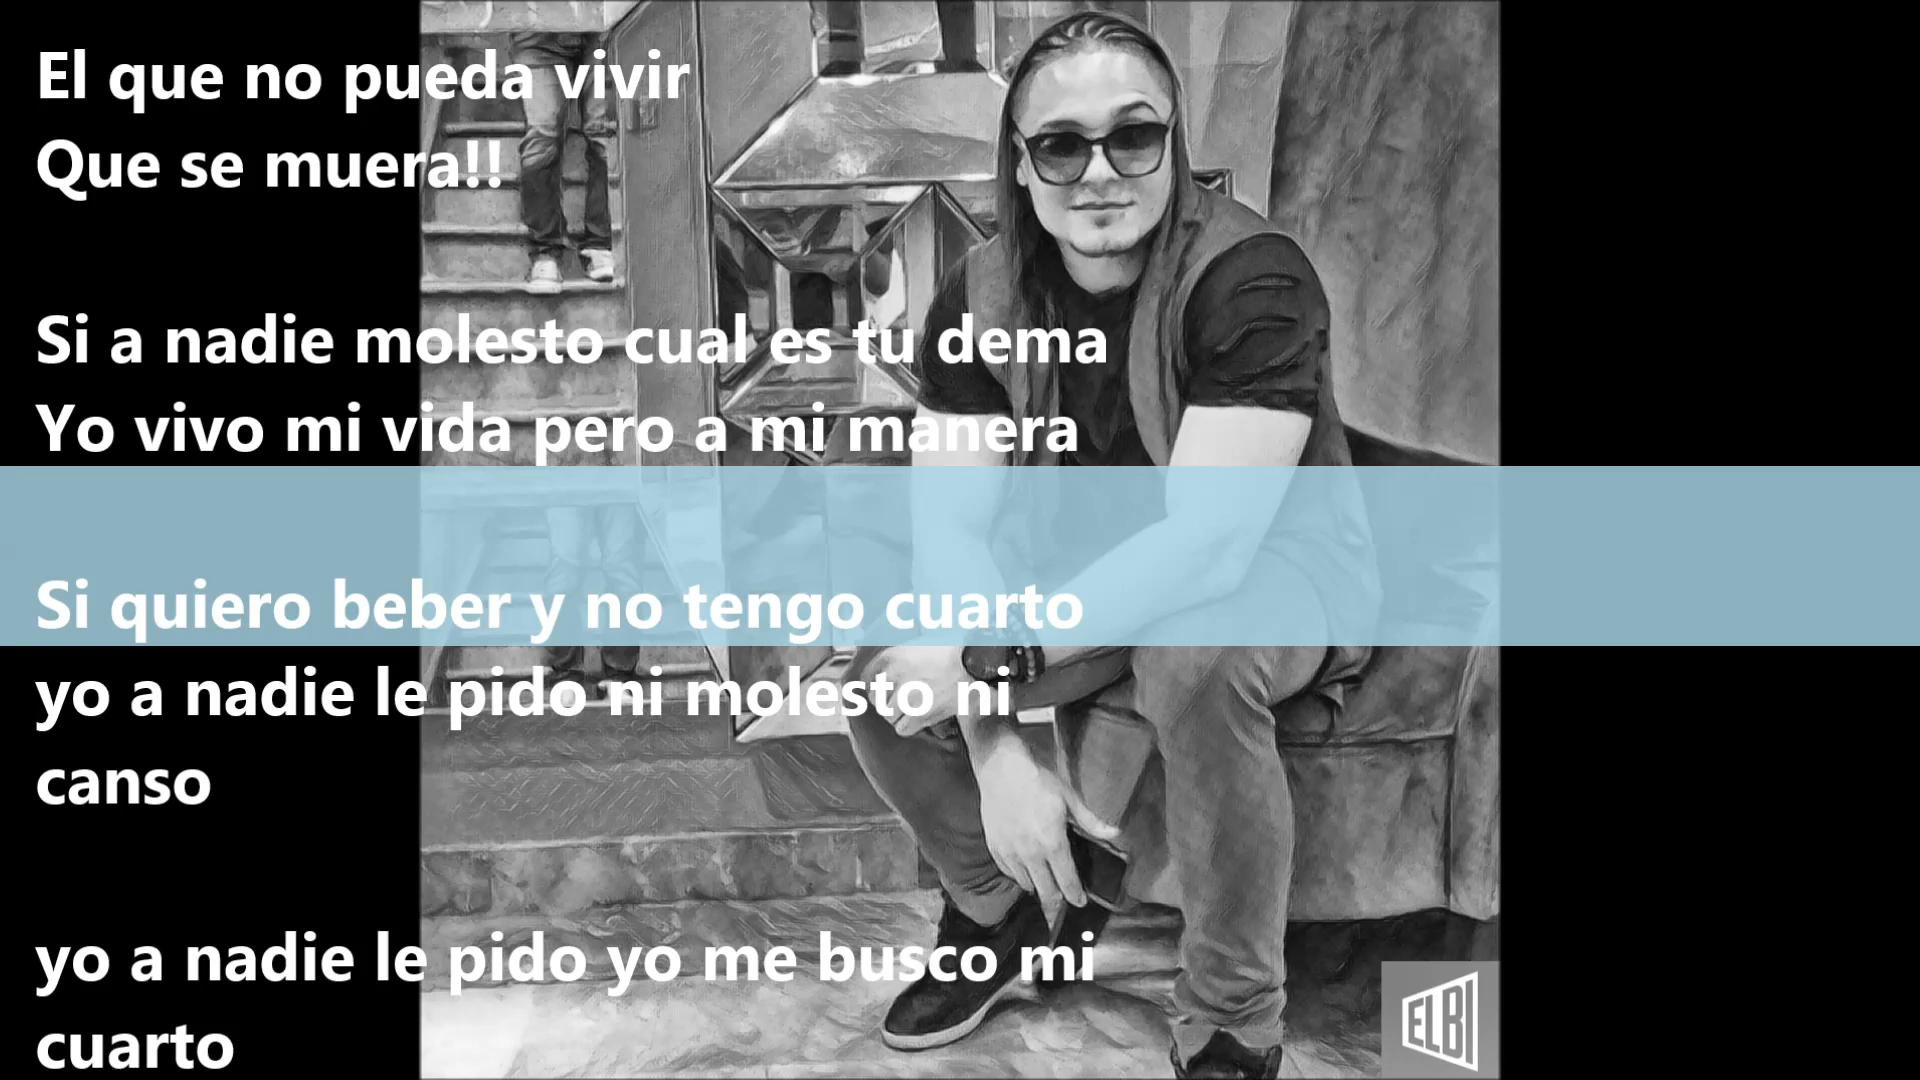 El que no pueda vivir
Que se muera!!
Si a nadie molesto cual es tu dema
Yo vivo mi vida pero a mi manera
Si quiero beber y no tengo cuarto
yo a nadie le pido ni molesto ni
canso
yo a nadie le pido yo me busco mi
cuarto
ELBI